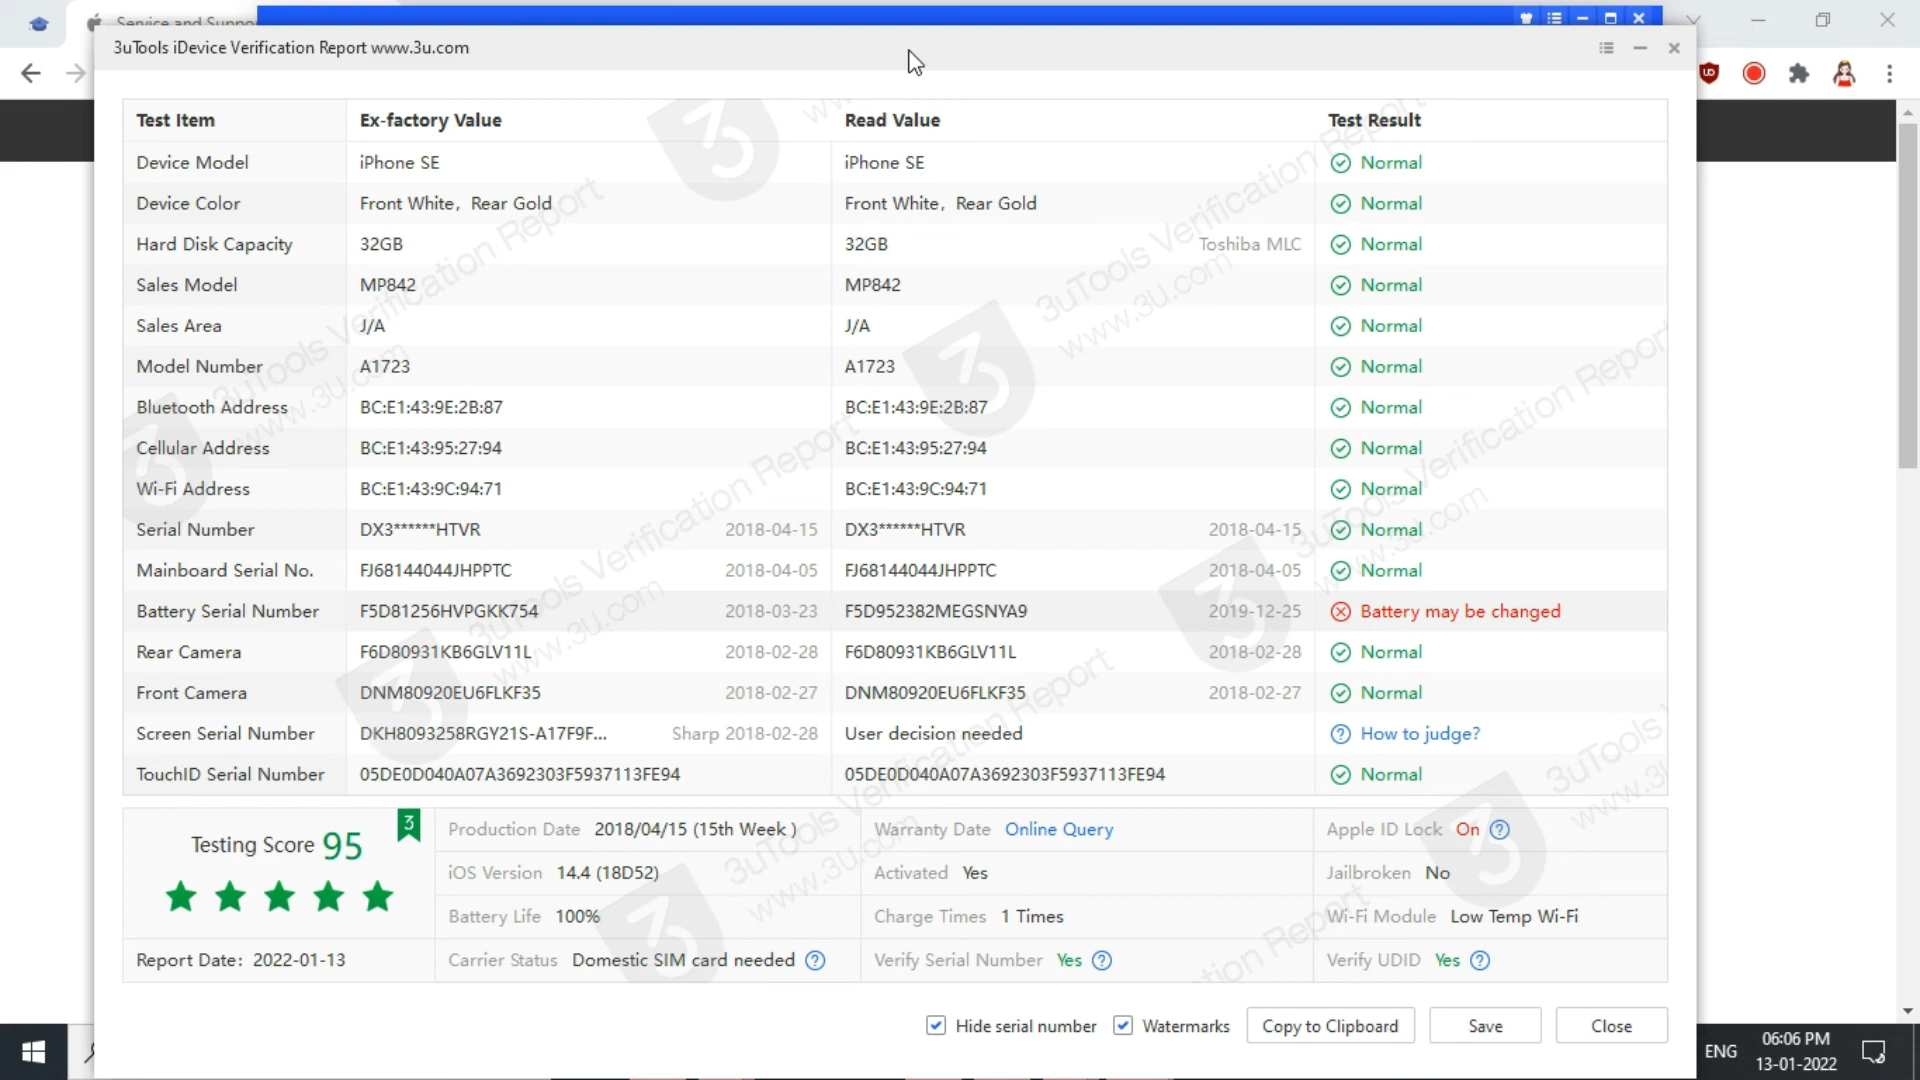 Service and Suppo
3uTools iDevice Verification Report www.3u.com
Test Item Ex-factory Value Read Value Test Result
Device Model iPhone SE iPhone SE Normal
Device Color Front White, Rear Gold Front White, Rear Gold Normal
Hard Disk Capacity 32GB 32GB Toshiba MLC Normal
Sales Model MP842 MP842 Normal
Sales Area J/A J/A Normal
Model Number A1723 A1723 Normal
Bluetooth Address BC:E1:43:9E:2B:87 BC:E1:43:9E:2B:87 Normal
Cellular Address BC:E1:43:95:27:94 BC:E1:43:95:27:94 Normal
Wi-Fi Address BC:E1:43:9C:94:71 BC:E1:43:9C:94:71 Normal
Serial Number DX3******HTVR 2018-04-15 DX3******HTVR 2018-04-15 Normal
Mainboard Serial No. FJ68144044JHPPTC 2018-04-05 FJ68144044JHPPTC 2018-04-05 Normal
Battery Serial Number F5D81256HVPGKK754 2018-03-23 F5D952382MEGSNYA9 2019-12-25 Battery may be changed
Rear Camera F6D80931KB6GLV11L 2018-02-28 F6D80931KB6GLV11L 2018-02-28 Normal
Front Camera DNM80920EU6FLKF35 2018-02-27 DNM80920EU6FLKF35 2018-02-27 Normal
Screen Serial Number DKH8093258RGY21S-A17F9F... Sharp 2018-02-28 User decision needed How to judge?
TouchID Serial Number 05DE0D040A07A3692303F5937113FE94 05DE0D040A07A3692303F5937113FE94 Normal
Testing Score 95 3
Production Date 2018/04/15 (15th Week ) Warranty Date Online Query Apple ID Lock On
iOS Version 14.4 (18D52) Activated Yes Jailbroken No
Battery Life 100% Charge Times 1 Times Wi-Fi Module Low Temp Wi-Fi
Report Date: 2022-01-13 Carrier Status Domestic SIM card needed Verify Serial Number Yes Verify UDID Yes
Hide serial number Watermarks Copy to Clipboard Save Close
ENG 06:06 PM
13-01-2022
3uTools Verification Report
www.3u.com